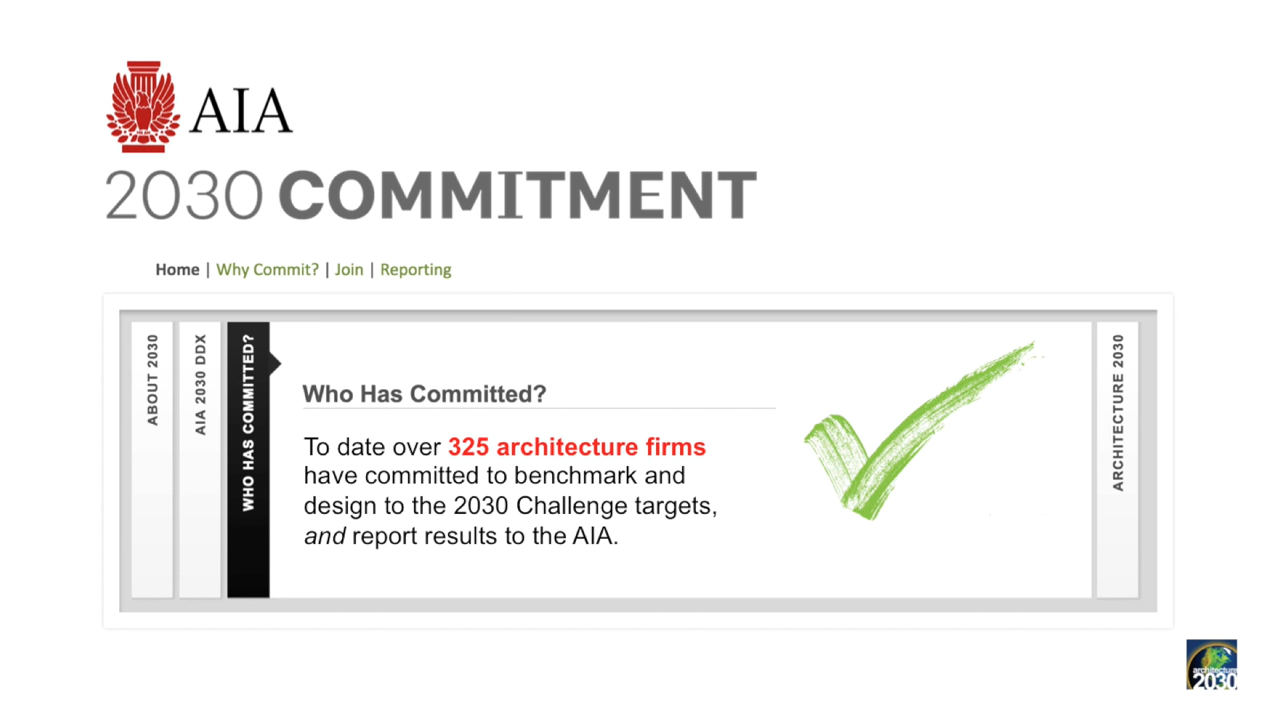 AIA
2030 COMMITMENT
Home | Why Commit? | Join | Reporting
ABOUT 2030
AIA 2030 DDX
WHO HAS COMMITTED?
Who Has Committed?
To date over 325 architecture firms
have committed to benchmark and
design to the 2030 Challenge targets,
and report results to the AIA.
ARCHITECTURE 2030
architecture
2030